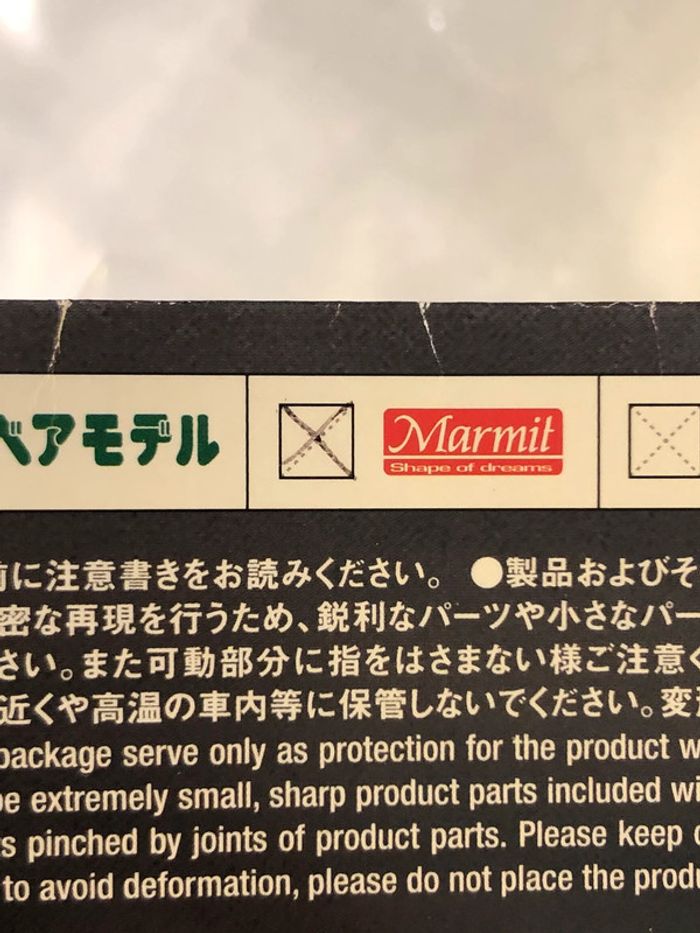 ベアモデル
Marmit
Shape of dreams
前に注意書きをお読みください。 ●製品およびそ
密な再現を行うため、鋭利なパーツや小さなパー
さい。また可動部分に指をはさまない様ご注意く
近くや高温の車内等に保管しないでください。変
package serve only as protection for the product w
be extremely small, sharp product parts included wi
s pinched by joints of product parts. Please keep
to avoid deformation, please do not place the produ